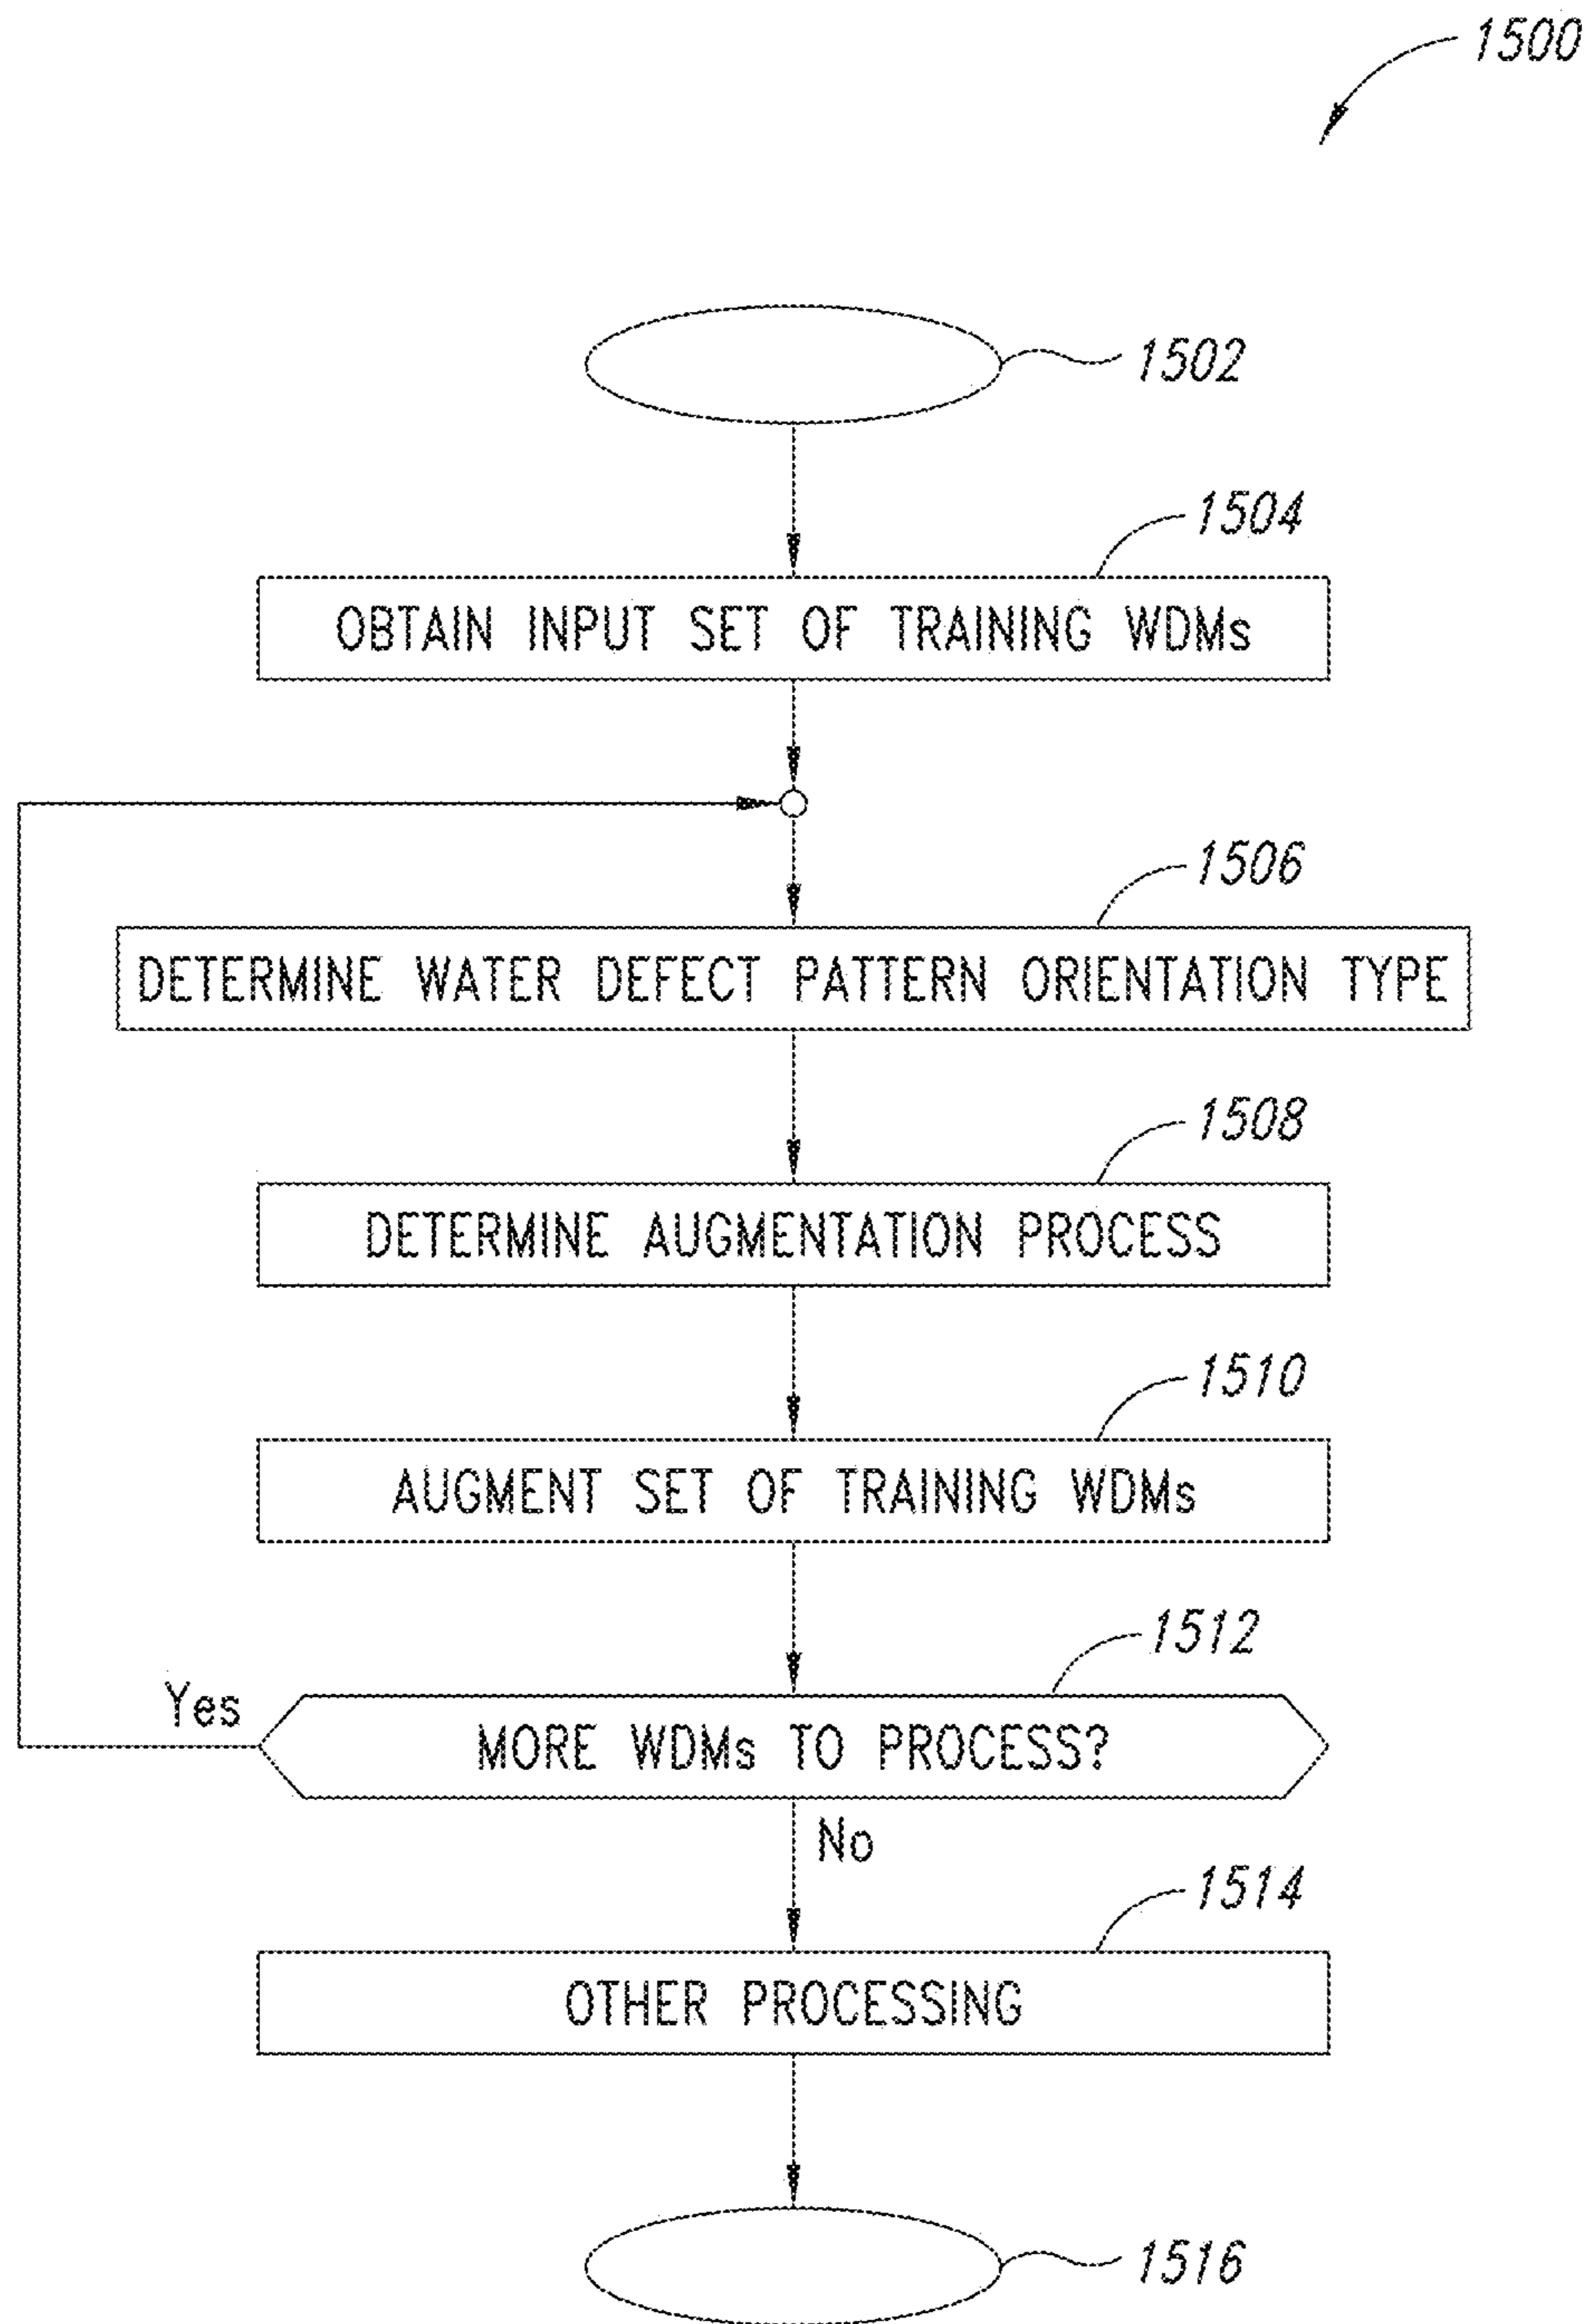 1500
1502
1504
OBTAIN INPUT SET OF TRAINING WDMs
1506
DETERMINE WATER DEFECT PATTERN ORIENTATION TYPE
1508
DETERMINE AUGMENTATION PROCESS
1510
AUGMENT SET OF TRAINING WDMs
1512
Yes
MORE WDMs TO PROCESS?
No
1514
OTHER PROCESSING
1516